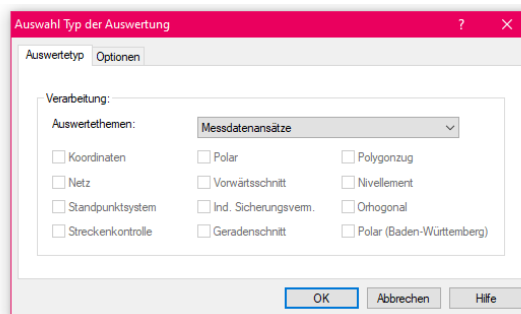 Auswahl Typ der Auswertung ?
Auswertetyp Optionen
Verarbeitung:
Auswertethemen: Messdatenansätze
Koordinaten Polar Polygonzug
Netz Vorwärtsschnitt Nivellement
Standpunktsystem Ind. Sicherungsverm. Orhogonal
Streckenkontrolle Geradenschnitt Polar (Baden-Württemberg)
OK Abbrechen Hilfe